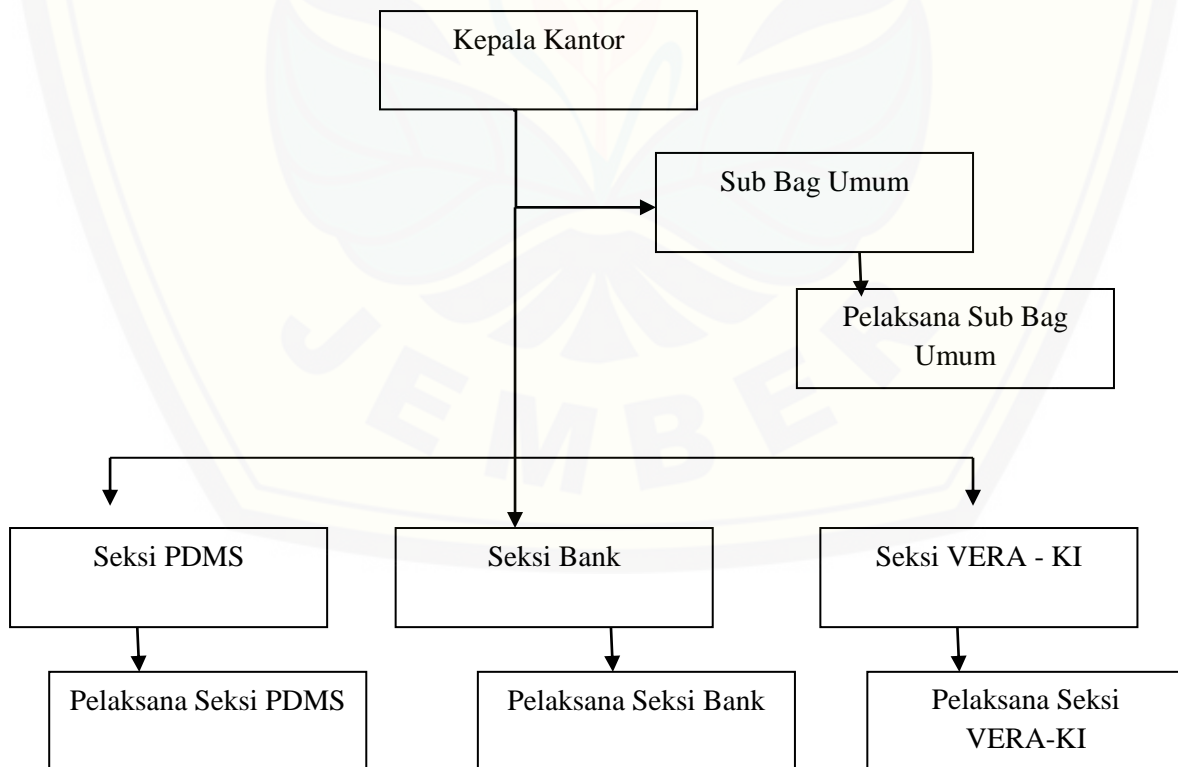 Kepala Kantor
Sub Bag Umum
Pelaksana Sub Bag
Umum
JEMBER
Seksi PDMS
Seksi Bank
Seksi VERA - KI
Pelaksana Seksi PDMS
Pelaksana Seksi Bank
Pelaksana Seksi
VERA-KI